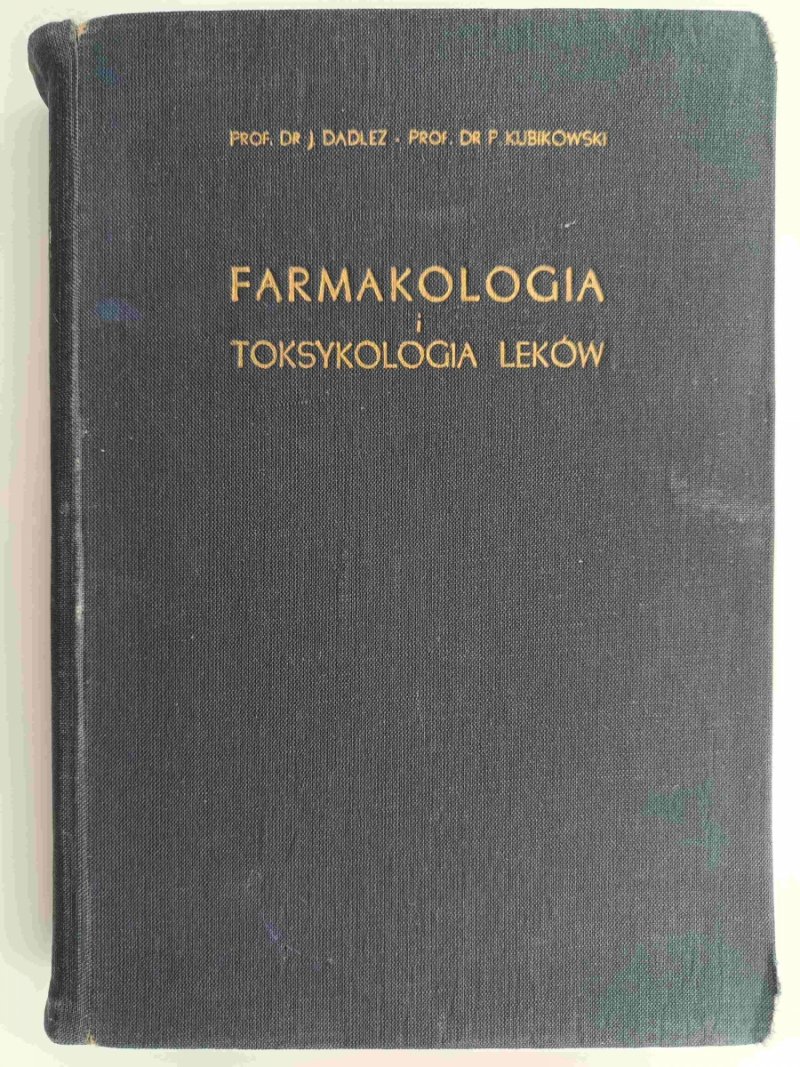 PROF. DR J. DADLEZ - PROF. DR P. KUBIKOWSKI
FARMAKOLOGIA
i
TOKSYKOLOGIA LEKÓW